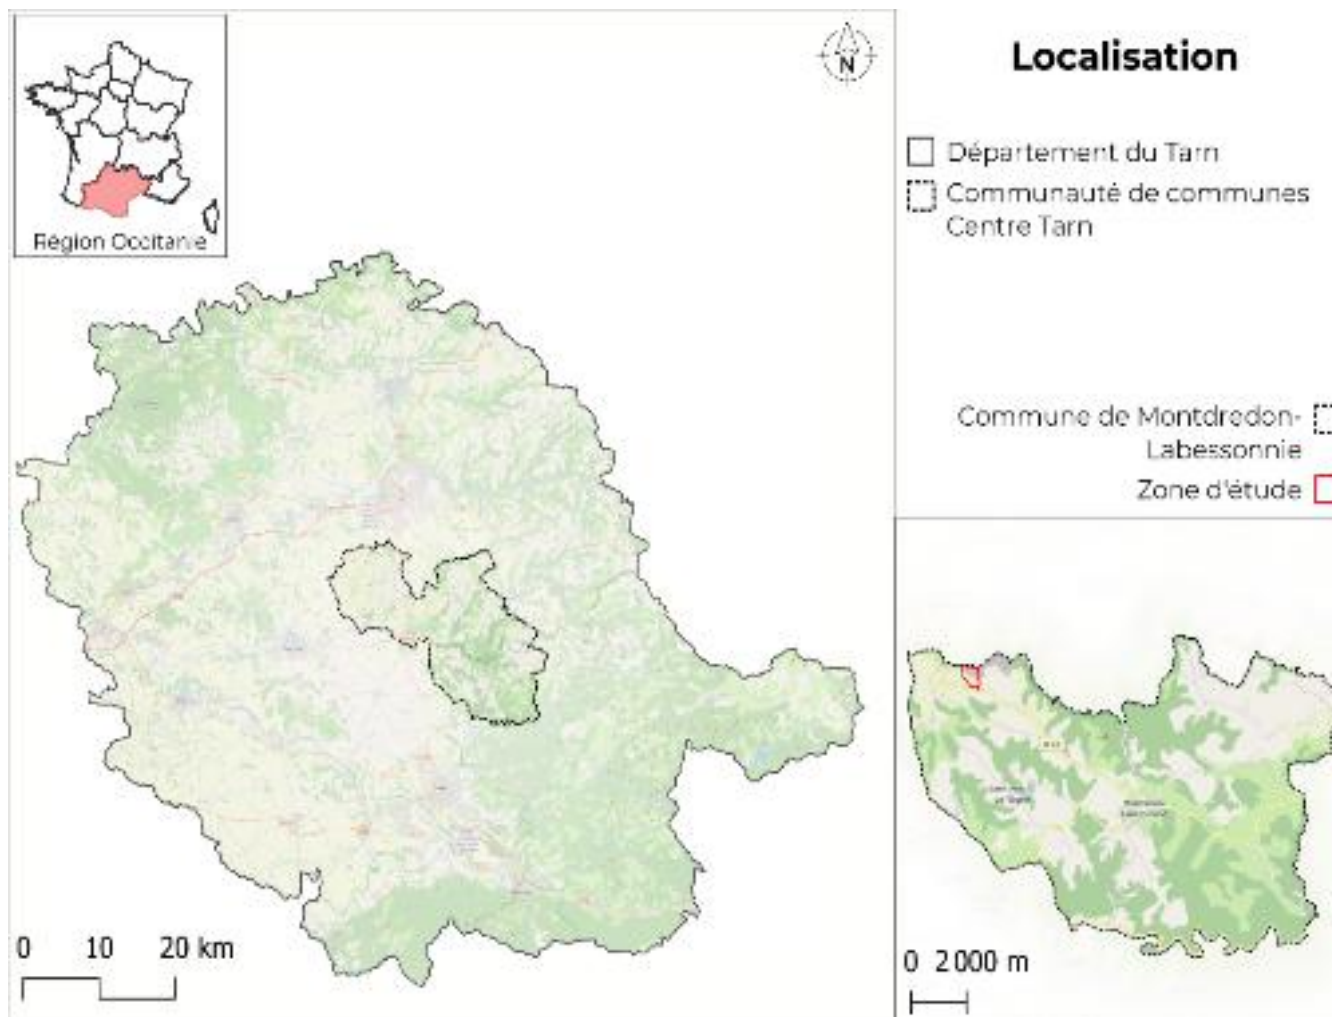 N
Région Occitanie
Localisation
Département du Tarn
Communauté de communes
Centre Tarn
Commune de Montdredon-
Labessonnie
Zone d'étude
0 10 20 km
0 2 000 m